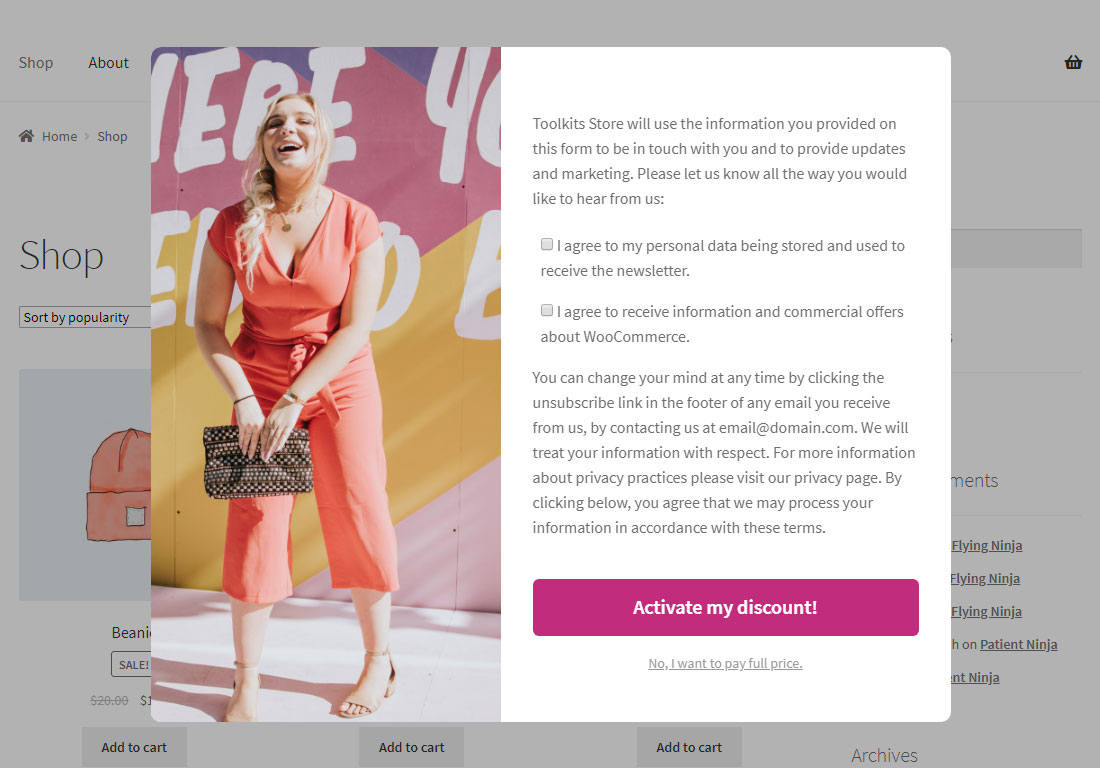 Shop
About
Home
Shop
Shop
Sort by popularity
SALE!
$20.00
Add to cart
Add to cart
Add to cart
Toolkits Store will use the information you provided on
this form to be in touch with you and to provide updates
and marketing. Please let us know all the way you would
like to hear from us:
I agree to my personal data being stored and used to
receive the newsletter.
I agree to receive information and commercial offers
about WooCommerce.
You can change your mind at any time by clicking the
unsubscribe link in the footer of any email you receive
from us, by contacting us at email@domain.com. We will
treat your information with respect. For more information
about privacy practices please visit our privacy page. By
clicking below, you agree that we may process your
information in accordance with these terms.
Activate my discount!
No, I want to pay full price.
Flying Ninja
Flying Ninja
Flying Ninja
on Patient Ninja
Ninja
Archives